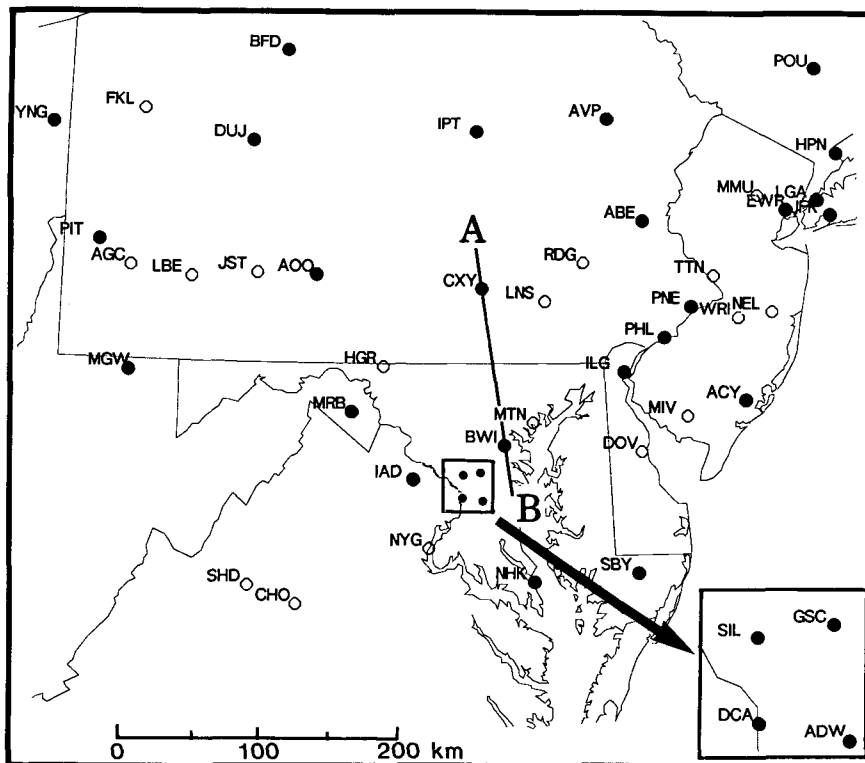 BFD
POU
FKL
YNG
DUJ
IPT
AVP
HPN
MMU
LGA
EWR
JFK
PIT
ABE
A
AGC
LBE
JST
AOO
CXY
LNS
RDG
TTN
PNE
WRI
NEL
PHL
MGW
HGR
ILG
MRB
MTN
MIV
ACY
BWI
DOV
IAD
B
NYG
NHK
SBY
SHD
CHO
SIL
GSC
DCA
ADW
0 100 200 km